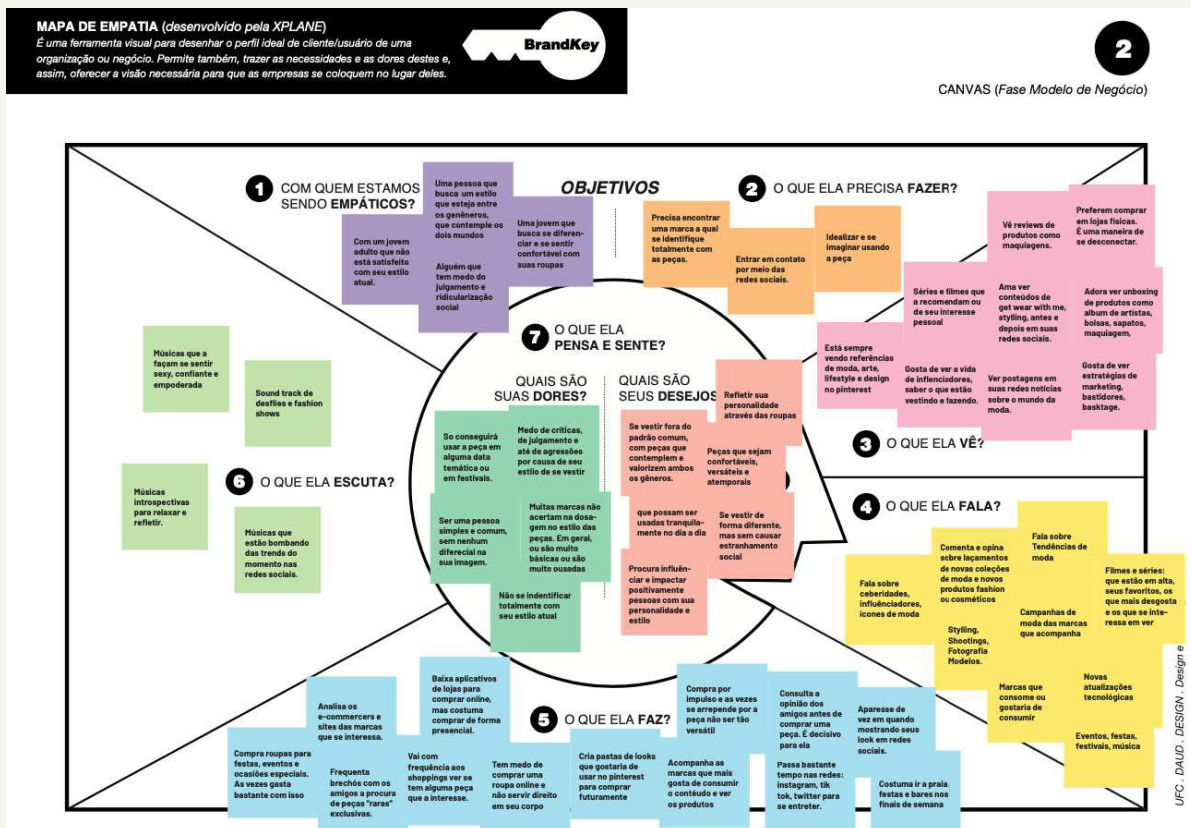 MAPA DE EMPATIA (desenvolvido pela XPLANE)
É uma ferramenta visual para desenhar o perfil ideal de cliente/usuário de uma
organização ou negócio. Permite também, trazer as necessidades e as dores destes e,
assim, oferecer a visão necessária para que as empresas se coloquem no lugar deles.
BrandKey
2
CANVAS (Fase Modelo de Negócio)
OBJETIVOS
1 COM QUEM ESTAMOS
SENDO EMPÁTICOS?
Com um jovem
adulto que não
está satisfeito
com seu estilo
atual.
Uma pessoa que
busca um estilo
que esteja entre
os genêneros,
que contemple os
dois mundos
Alguém que
tem medo do
julgamento e
ridicularização
social
Uma jovem que
busca se diferen-
ciar e se sentir
confortável com
suas roupas
2 O QUE ELA PRECISA FAZER?
Precisa encontrar
uma marca a qual
se identifique
totalmente com
as peças.
Entrar em contato
por meio das
redes sociais.
Idealizar e se
imaginar usando
a peça
Vê reviews de
produtos como
maquiagens.
Preferem comprar
em lojas físicas.
É uma maneira de
se desconectar.
Séries e filmes que
a recomendam ou
de seu interesse
pessoal
Ama ver
conteúdos de
get wear with me,
stylling, antes e
depois em suas
redes sociais.
Adora ver unboxing
de produtos como
album de artistas,
bolsas, sapatos,
maquiagem,
Está sempre
vendo referências
de moda, arte,
lifestyle e design
no pinterest
Gosta de ver a vida
de inflenciadores,
saber o que estão
vestindo e fazendo.
Ver postagens em
suas redes notícias
sobre o mundo da
moda.
Gosta de ver
estratégias de
marketing,
bastidores,
basktage.
3 O QUE ELA VÊ?
4 O QUE ELA FALA?
Fala sobre
ceberidades,
influênciadores,
ícones de moda
Comenta e opina
sobre laçamentos
de novas coleções
de moda e novos
produtos fashion
ou cosméticos
Fala sobre
Tendências de
moda
Filmes e séries:
que estão em alta,
seus favoritos, os
que mais desgosta
e os que se inte-
ressa em ver
Stylling,
Shootings,
Fotografia
Modelos.
Campanhas de
moda das marcas
que acompanha
Marcas que
consome ou
gostaria de
consumir
Novas
atualizações
tecnológicas
Eventos, festas,
festivais, música
7 O QUE ELA
PENSA E SENTE?
QUAIS SÃO
SUAS DORES?
So conseguirá
usar a peça em
alguma data
temática ou
em festivais.
Medo de críticas,
de julgamento e
até de agressões
por causa de seu
estilo de se vestir
Ser uma pessoa
simples e comum,
sem nenhum
diferecial na
sua imagem.
Muitas marcas não
acertam na dosa-
gem no estilo das
peças. Em geral,
ou são muito
básicas ou são
muito ousadas
Não se indentificar
totalmente com
seu estilo atual
QUAIS SÃO
SEUS DESEJOS
Refletir sua
personalidade
através das roupas
Se vestir fora do
padrão comum,
com peças que
contemplem e
valorizem ambos
os gêneros.
Peças que sejam
confortáveis,
versáteis e
atemporais
que possam ser
usadas tranquila-
mente no dia a dia
Se vestir de
forma diferente,
mas sem causar
estranhamento
social
Procura influên-
ciar e impactar
positivamente
pessoas com sua
personalidade e
estilo
Músicas que a
façam se sentir
sexy, confiante e
empoderada
Sound track de
desflies e fashion
shows
6 O QUE ELA ESCUTA?
Músicas
introspectivas
para relaxar e
refletir.
Músicas que
estão bombando
das trends do
momento nas
redes sociais.
5 O QUE ELA FAZ?
Compra roupas para
festas, eventos e
ocasiões especiais.
As vezes gasta
bastante com isso
Analisa os
e-commercers e
sites das marcas
que se interessa.
Frequenta
brechós com os
amigos a procura
de peças "raras"
exclusivas.
Baixa aplicativos
de lojas para
comprar online,
mas costuma
comprar de forma
presencial.
Vai com
frequência aos
shoppings ver se
tem alguma peça
que a interesse.
Tem medo de
comprar uma
roupa online e
não servir direito
em seu corpo
Cria pastas de looks
que gostaria de
usar no pinterest
para comprar
futuramente
Compra por
impulso e as vezes
se arrepende por a
peça não ser tão
versátil
Acompanha as
marcas que mais
gosta de consumir
o contéudo e ver
os produtos
Consulta a
opinião dos
amigos antes de
comprar uma
peça. É decisivo
para ela
Passa bastante
tempo nas redes:
instagram, tik
tok, twitter para
se entreter.
Aparesse de
vez em quando
mostrando seus
look em redes
sociais.
Costuma ir a praia,
festas e bares nos
finais de semana
UFC . DAUD . DESIGN . Design e